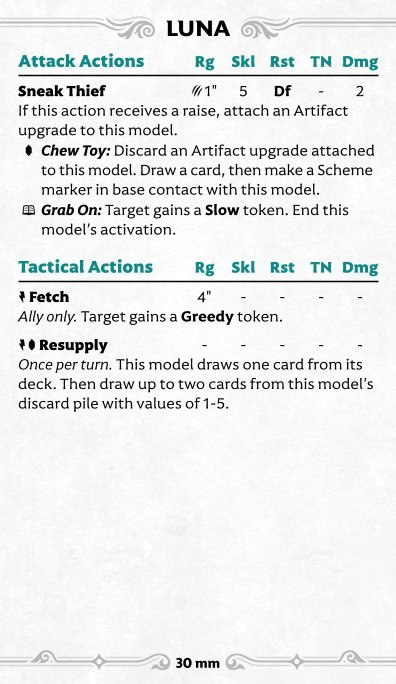 LUNA
Attack Actions Rg Skl Rst TN Dmg
Sneak Thief 1" 5 Df - 2
If this action receives a raise, attach an Artifact
upgrade to this model.
Chew Toy: Discard an Artifact upgrade attached
to this model. Draw a card, then make a Scheme
marker in base contact with this model.
Grab On: Target gains a Slow token. End this
model's activation.
Tactical Actions Rg Skl Rst TN Dmg
Fetch 4" - - - -
Ally only. Target gains a Greedy token.
Resupply - - - - -
Once per turn. This model draws one card from its
deck. Then draw up to two cards from this model's
discard pile with values of 1-5.
30 mm